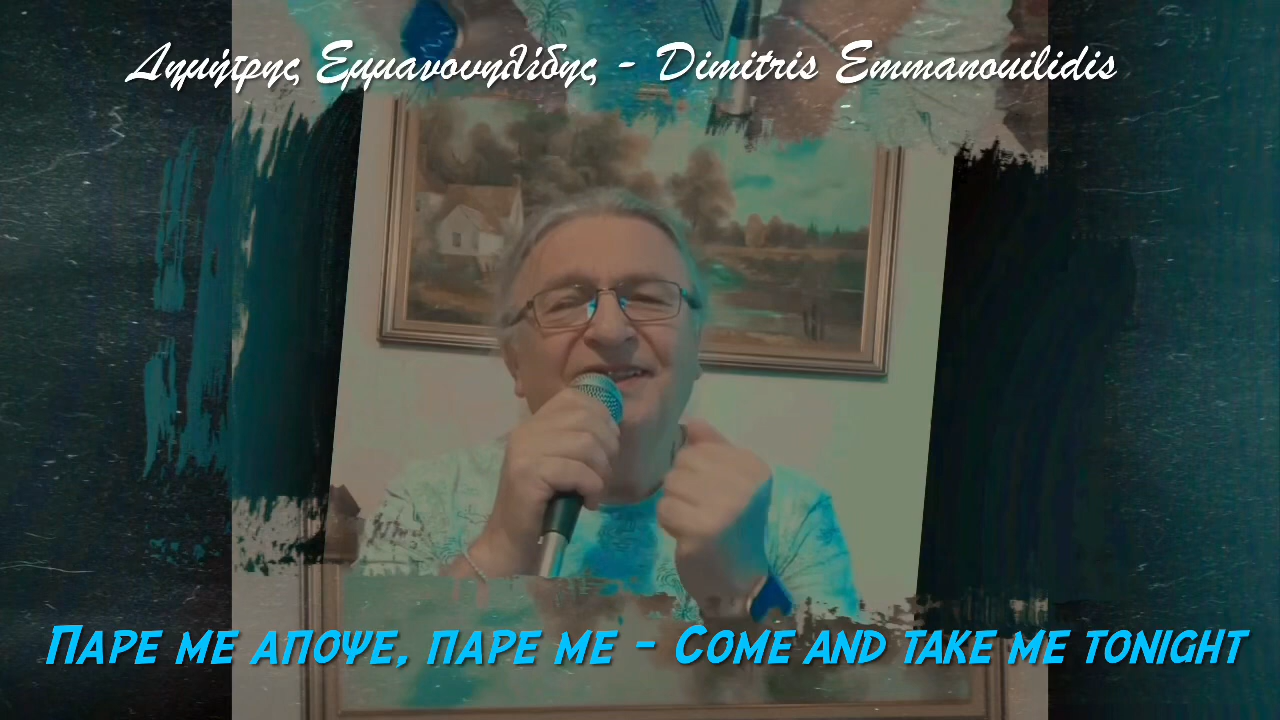 Δημήτρης Εμμανουηλίδης - Dimitris Emmanouilidis
Παρε με αποψε, παρε με - Come and take me tonight